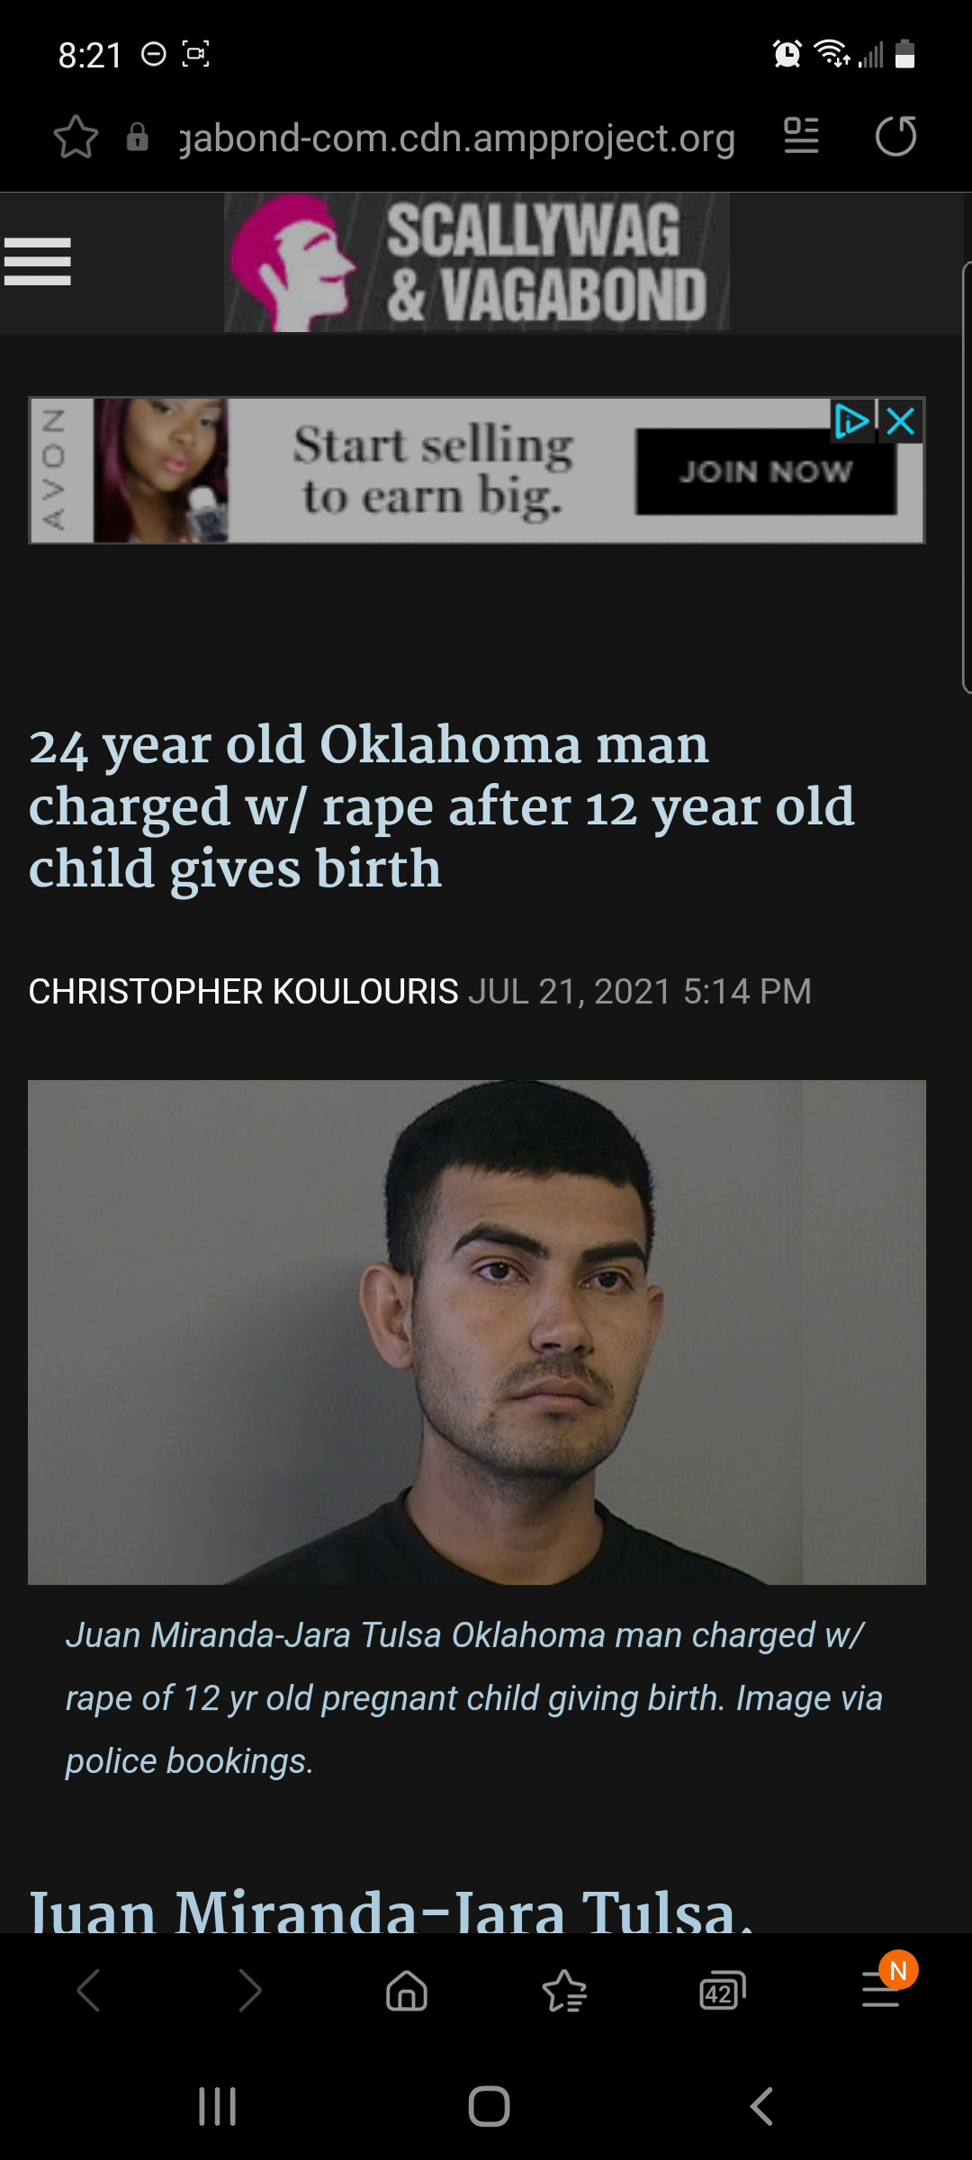 8:21
gabond-com.cdn.ampproject.org
SCALLYWAG
& VAGABOND
AVON
Start selling
to earn big.
JOIN NOW
24 year old Oklahoma man
charged w/ rape after 12 year old
child gives birth
CHRISTOPHER KOULOURIS JUL 21, 2021 5:14 PM
Juan Miranda-Jara Tulsa Oklahoma man charged w/
rape of 12 yr old pregnant child giving birth. Image via
police bookings.
Juan Miranda-Jara Tulsa,
42
N